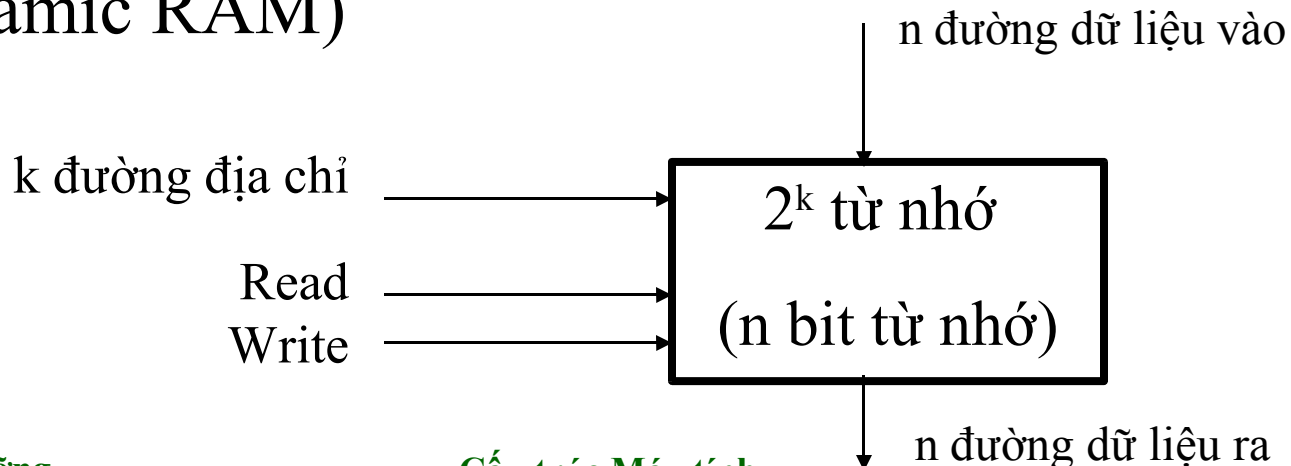 RAM)
n đường dữ liệu vào
k đường địa chỉ
2ᵏ từ nhớ
Read
(n bit từ nhớ)
Write
n đường dữ liệu ra